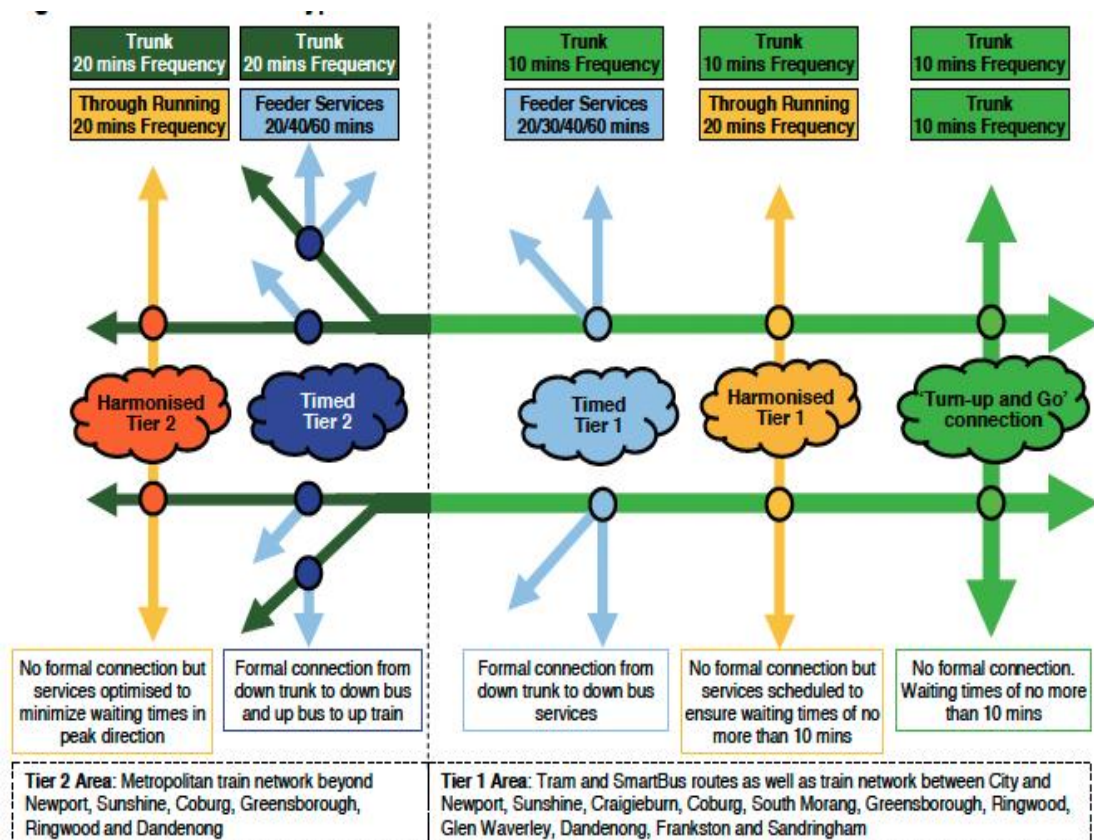 Trunk
20 mins Frequency
Trunk
20 mins Frequency
Trunk
10 mins Frequency
Trunk
10 mins Frequency
Trunk
10 mins Frequency
Through Running
20 mins Frequency
Feeder Services
20/40/60 mins
Feeder Services
20/30/40/60 mins
Through Running
20 mins Frequency
Trunk
10 mins Frequency
Harmonised
Tier 2
Timed
Tier 2
Timed
Tier 1
Harmonised
Tier 1
'Turn-up and Go'
connection
No formal connection but
services optimised to
minimize waiting times in
peak direction
Formal connection from
down trunk to down bus
and up bus to up train
Formal connection from
down trunk to down bus
services
No formal connection but
services scheduled to
ensure waiting times of no
more than 10 mins
No formal connection.
Waiting times of no more
than 10 mins
Tier 2 Area: Metropolitan train network beyond
Newport, Sunshine, Coburg, Greensborough,
Ringwood and Dandenong
Tier 1 Area: Tram and SmartBus routes as well as train network between City and
Newport, Sunshine, Craigieburn, Coburg, South Morang, Greensborough, Ringwood,
Glen Waverley, Dandenong, Frankston and Sandringham